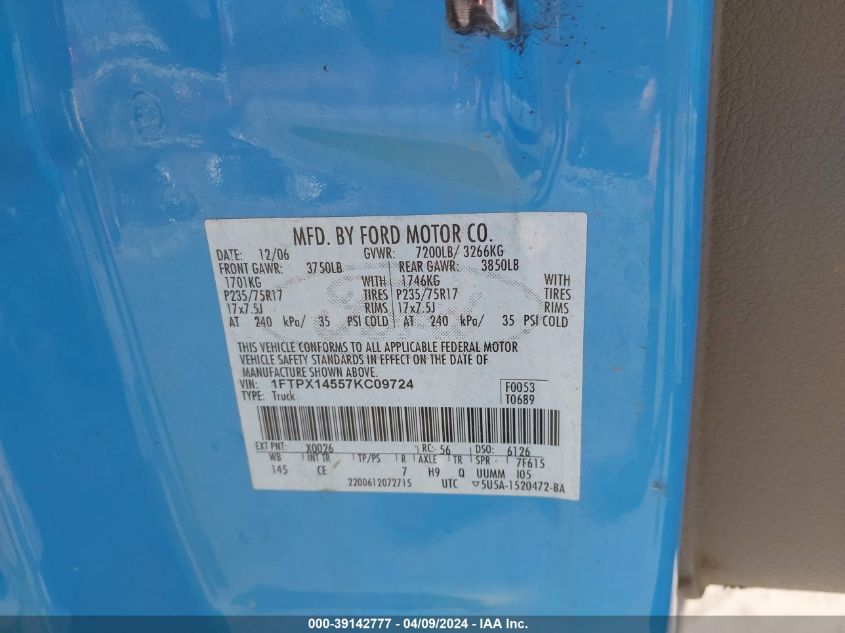 MFD. BY FORD MOTOR CO.
DATE: 12/06 GVWR: 7200LB/ 3266KG
FRONT GAWR: 3750LB REAR GAWR: 3850LB
1701KG WITH 1746KG WITH
P235/75R17 TIRES P235/75R17 TIRES
17x7.5J RIMS 17x7.5J RIMS
AT 240 kPa/ 35 PSI COLD AT 240 kPa/ 35 PSI COLD
THIS VEHICLE CONFORMS TO ALL APPLICABLE FEDERAL MOTOR
VEHICLE SAFETY STANDARDS IN EFFECT ON THE DATE OF
MANUFACTURE SHOWN ABOVE.
VIN: 1FTPX14557KC09724 F0053
TYPE: Truck T0689
EXT PNT: X0026 RC: 56 DSO: 6126
WB INT TR TP/PS R AXLE TR SPR 7F615
145 CE 7 H9 Q UUMM I05
2200612072715 UTC ▽5U5A-1520472-BA
000-39142777 - 04/09/2024 - IAA Inc.